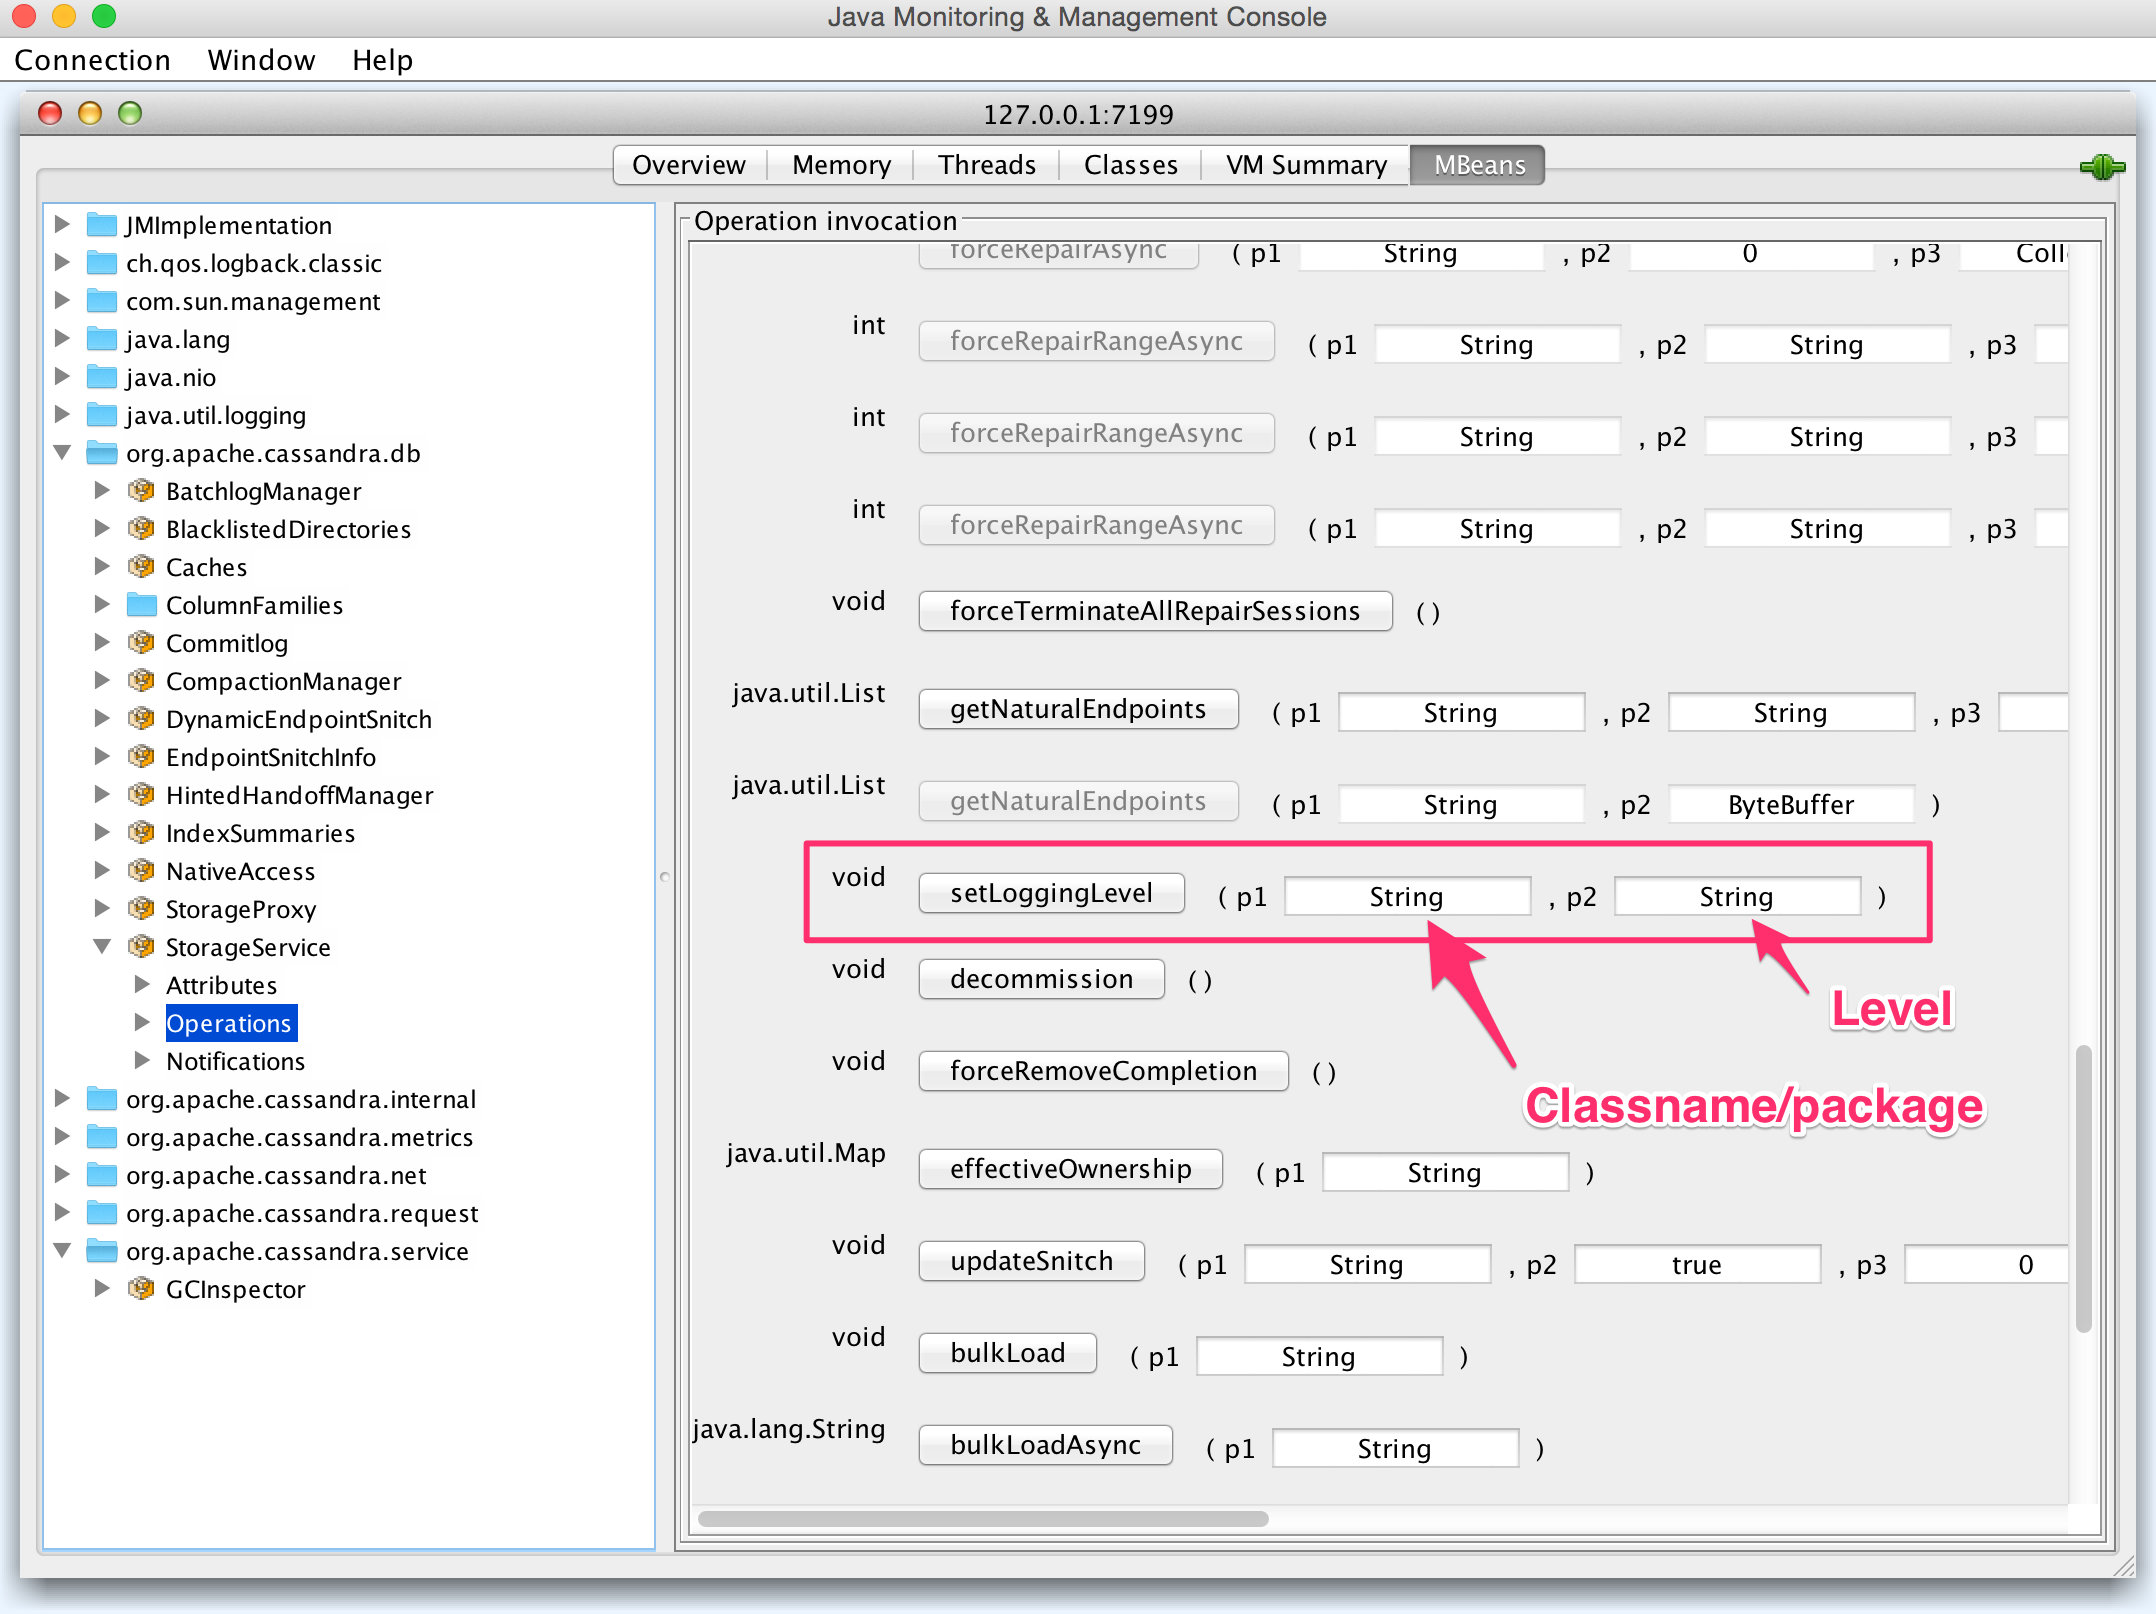 Java Monitoring & Management Console
Connection Window Help
127.0.0.1:7199
Overview Memory Threads Classes VM Summary MBeans
JMImplementation
ch.qos.logback.classic
com.sun.management
java.lang
java.nio
java.util.logging
org.apache.cassandra.db
BatchlogManager
BlacklistedDirectories
Caches
ColumnFamilies
Commitlog
CompactionManager
DynamicEndpointSnitch
EndpointSnitchInfo
HintedHandoffManager
IndexSummaries
NativeAccess
StorageProxy
StorageService
Attributes
Operations
Notifications
org.apache.cassandra.internal
org.apache.cassandra.metrics
org.apache.cassandra.net
org.apache.cassandra.request
org.apache.cassandra.service
GCInspector
Operation invocation
forceRepairAsync ( p1 String , p2 0 , p3 Coll
int forceRepairRangeAsync ( p1 String , p2 String , p3
int forceRepairRangeAsync ( p1 String , p2 String , p3
int forceRepairRangeAsync ( p1 String , p2 String , p3
void forceTerminateAllRepairSessions ()
java.util.List getNaturalEndpoints ( p1 String , p2 String , p3
java.util.List getNaturalEndpoints ( p1 String , p2 ByteBuffer )
void setLoggingLevel ( p1 String , p2 String )
void decommission ()
Level
void forceRemoveCompletion ()
Classname/package
java.util.Map effectiveOwnership ( p1 String )
void updateSnitch ( p1 String , p2 true , p3 0
void bulkLoad ( p1 String )
java.lang.String bulkLoadAsync ( p1 String )